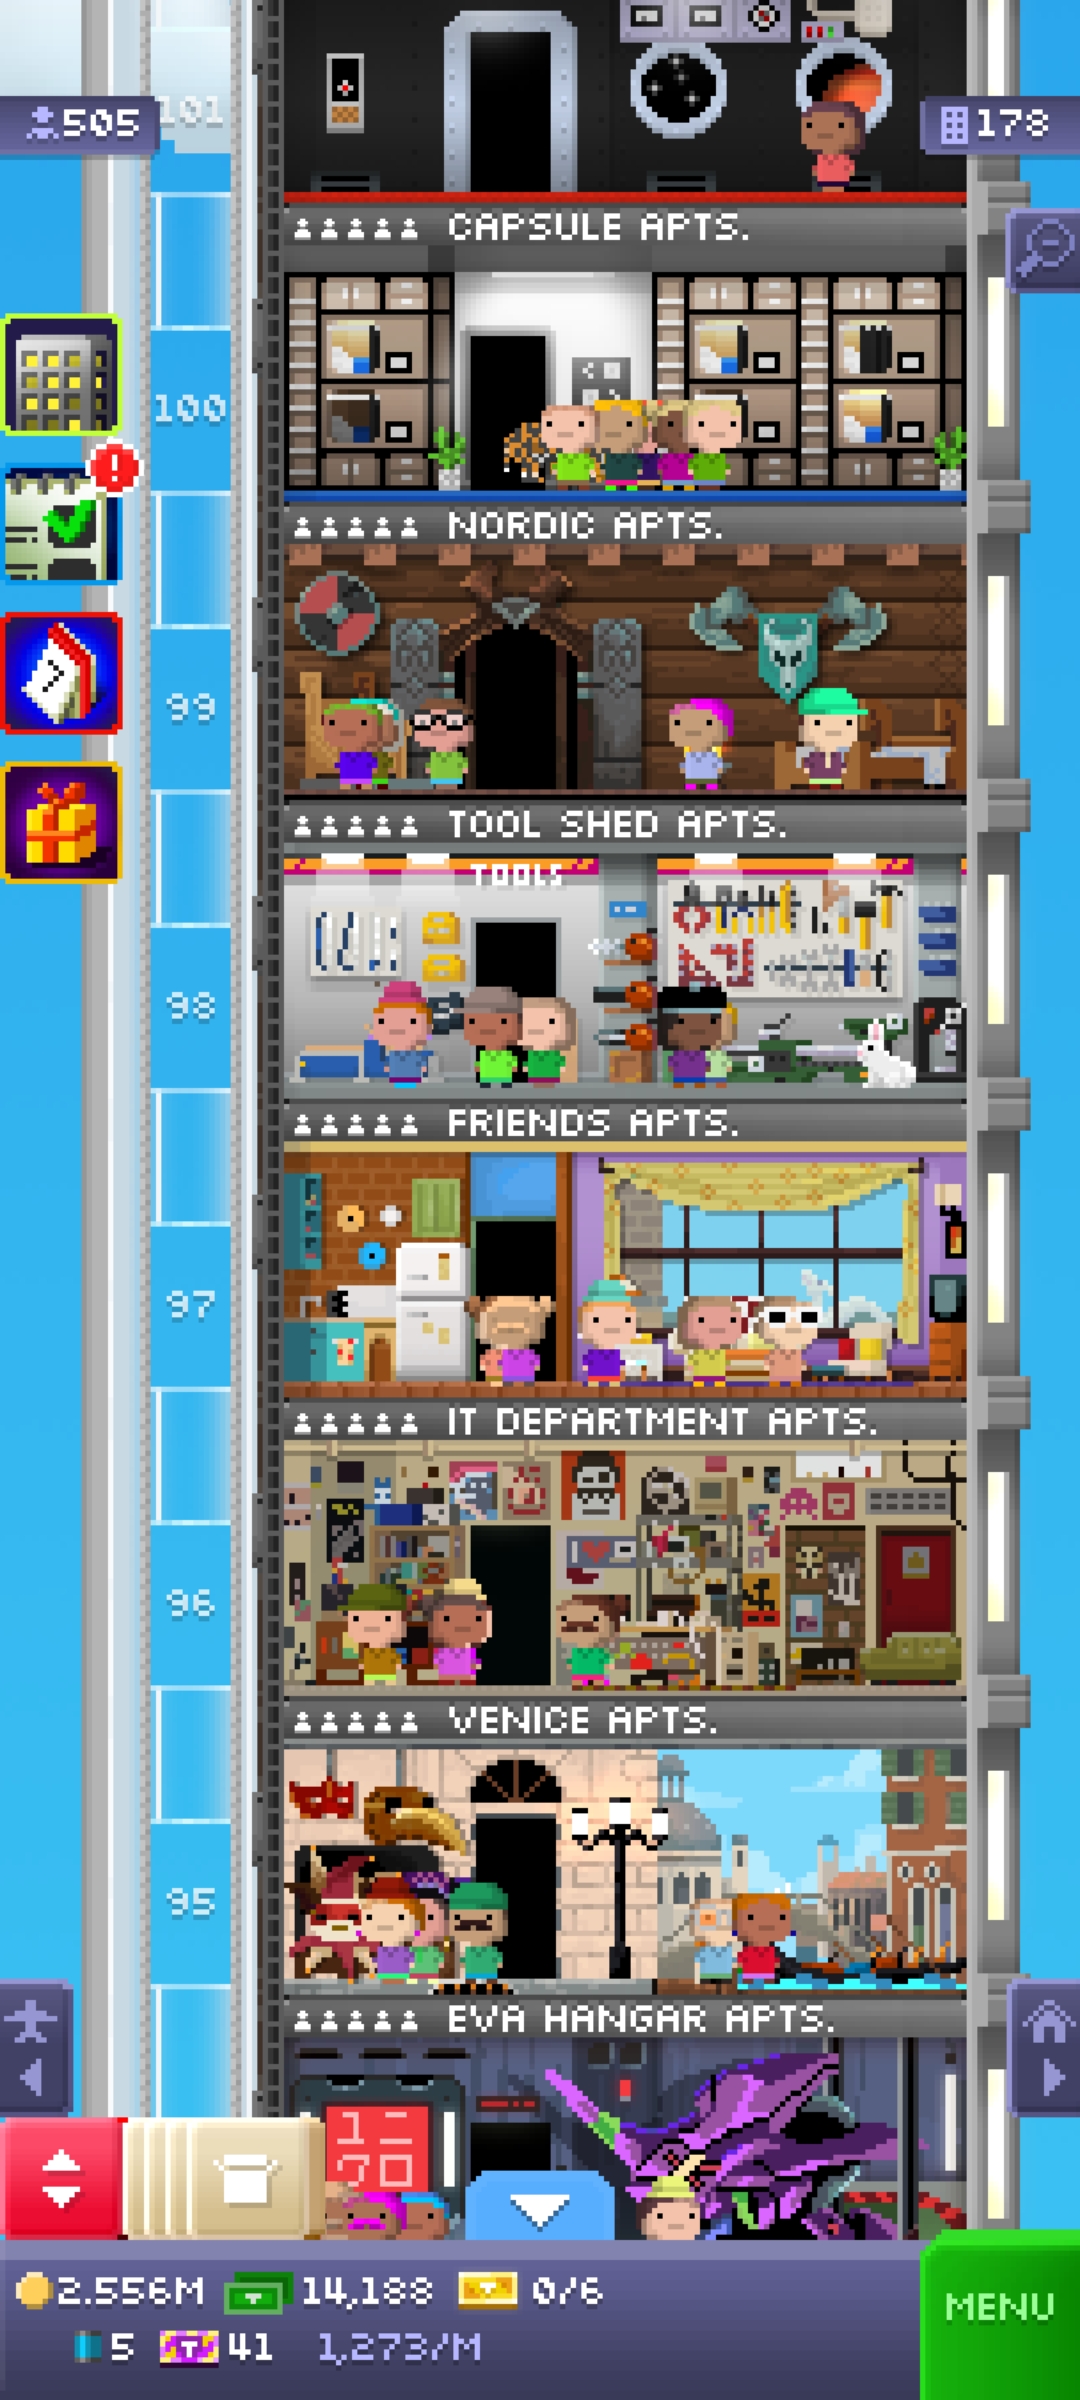 101
505
178
CAPSULE APTS.
100
NORDIC APTS.
99
TOOL SHED APTS.
TOOLS
98
FRIENDS APTS.
97
IT DEPARTMENT APTS.
96
VENICE APTS.
95
EVA HANGAR APTS.
2.556M 14,188 0/6
MENU
5 41 1,273/M